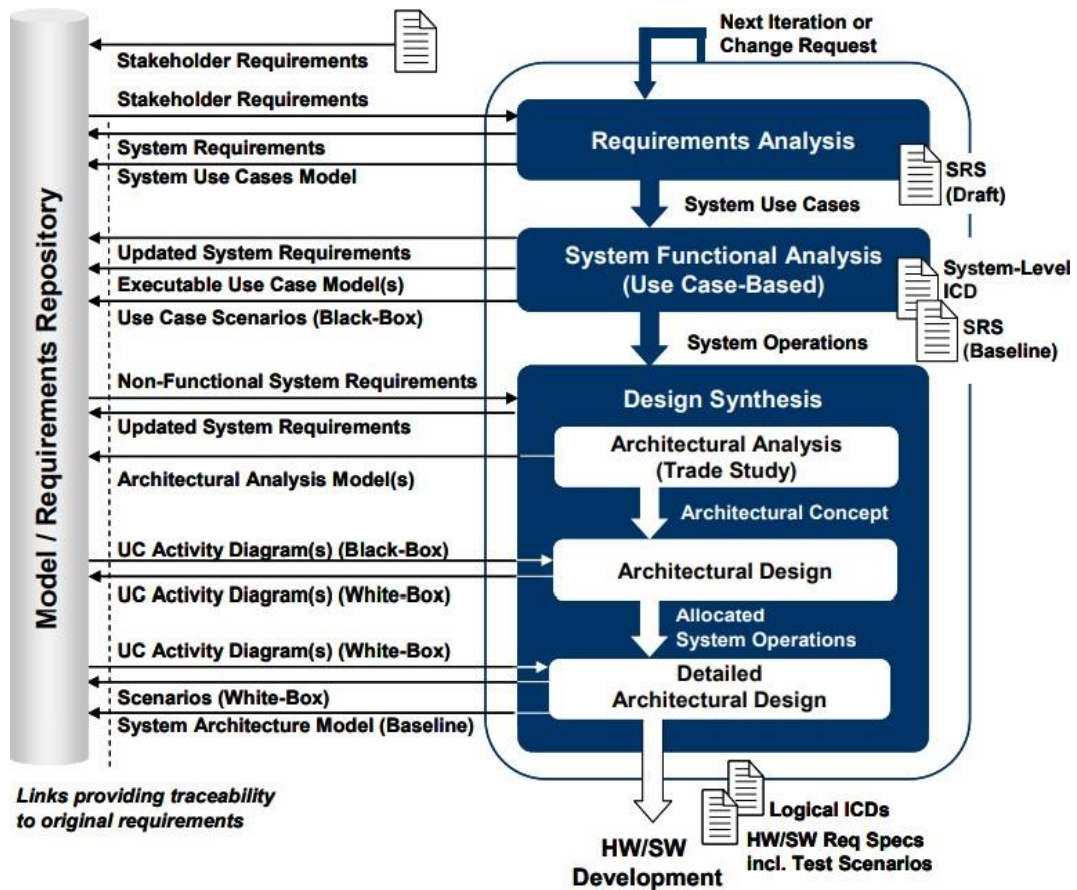 Next Iteration or
Change Request
Stakeholder Requirements
Stakeholder Requirements
Requirements Analysis
System Requirements
System Use Cases Model
SRS
(Draft)
System Use Cases
Updated System Requirements
System Functional Analysis
(Use Case-Based)
Executable Use Case Model(s)
System-Level
ICD
Use Case Scenarios (Black-Box)
SRS
(Baseline)
System Operations
Model / Requirements Repository
Non-Functional System Requirements
Design Synthesis
Updated System Requirements
Architectural Analysis
(Trade Study)
Architectural Analysis Model(s)
Architectural Concept
UC Activity Diagram(s) (Black-Box)
Architectural Design
UC Activity Diagram(s) (White-Box)
Allocated
System Operations
UC Activity Diagram(s) (White-Box)
Detailed
Architectural Design
Scenarios (White-Box)
System Architecture Model (Baseline)
Links providing traceability
to original requirements
Logical ICDs
HW/SW Req Specs
incl. Test Scenarios
HW/SW
Development